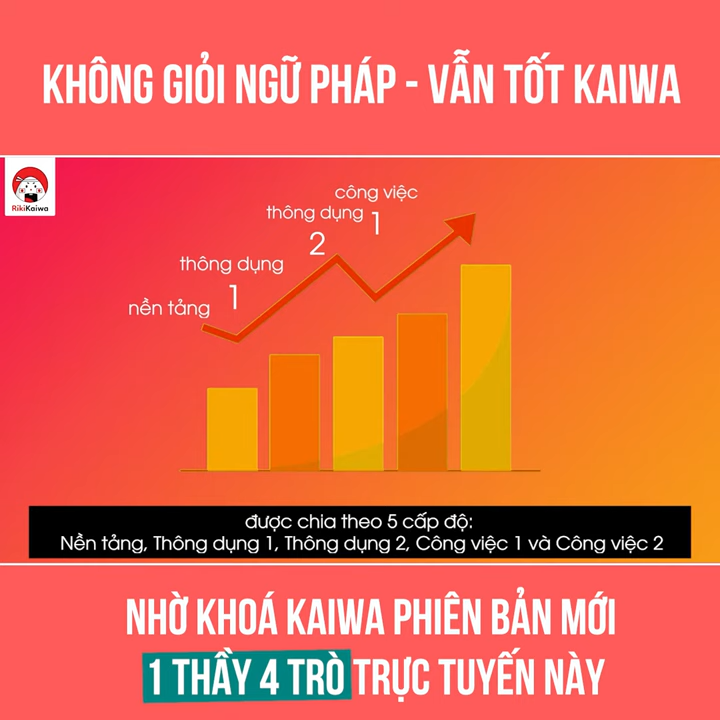 KHÔNG GIỎI NGỮ PHÁP - VẪN TỐT KAIWA
RikiKaiwa
công việc
1
thông dụng
2
thông dụng
1
nền tảng
được chia theo 5 cấp độ:
Nền tảng, Thông dụng 1, Thông dụng 2, Công việc 1 và Công việc 2
NHỜ KHOÁ KAIWA PHIÊN BẢN MỚI
1 THẦY 4 TRÒ TRỰC TUYẾN NÀY